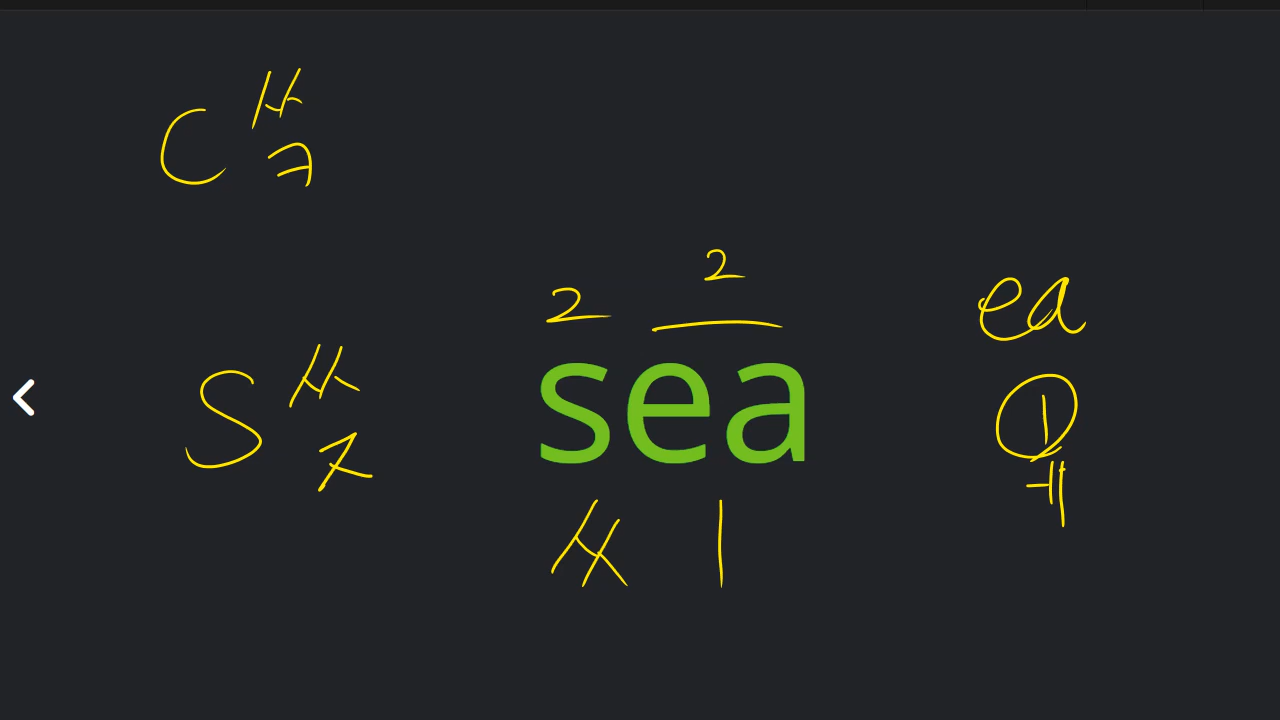 C ㅆ
ㅋ
2 2
ea
S ㅆ
ㅈ
sea
ㅣ
ㅔ
ㅆ ㅣ